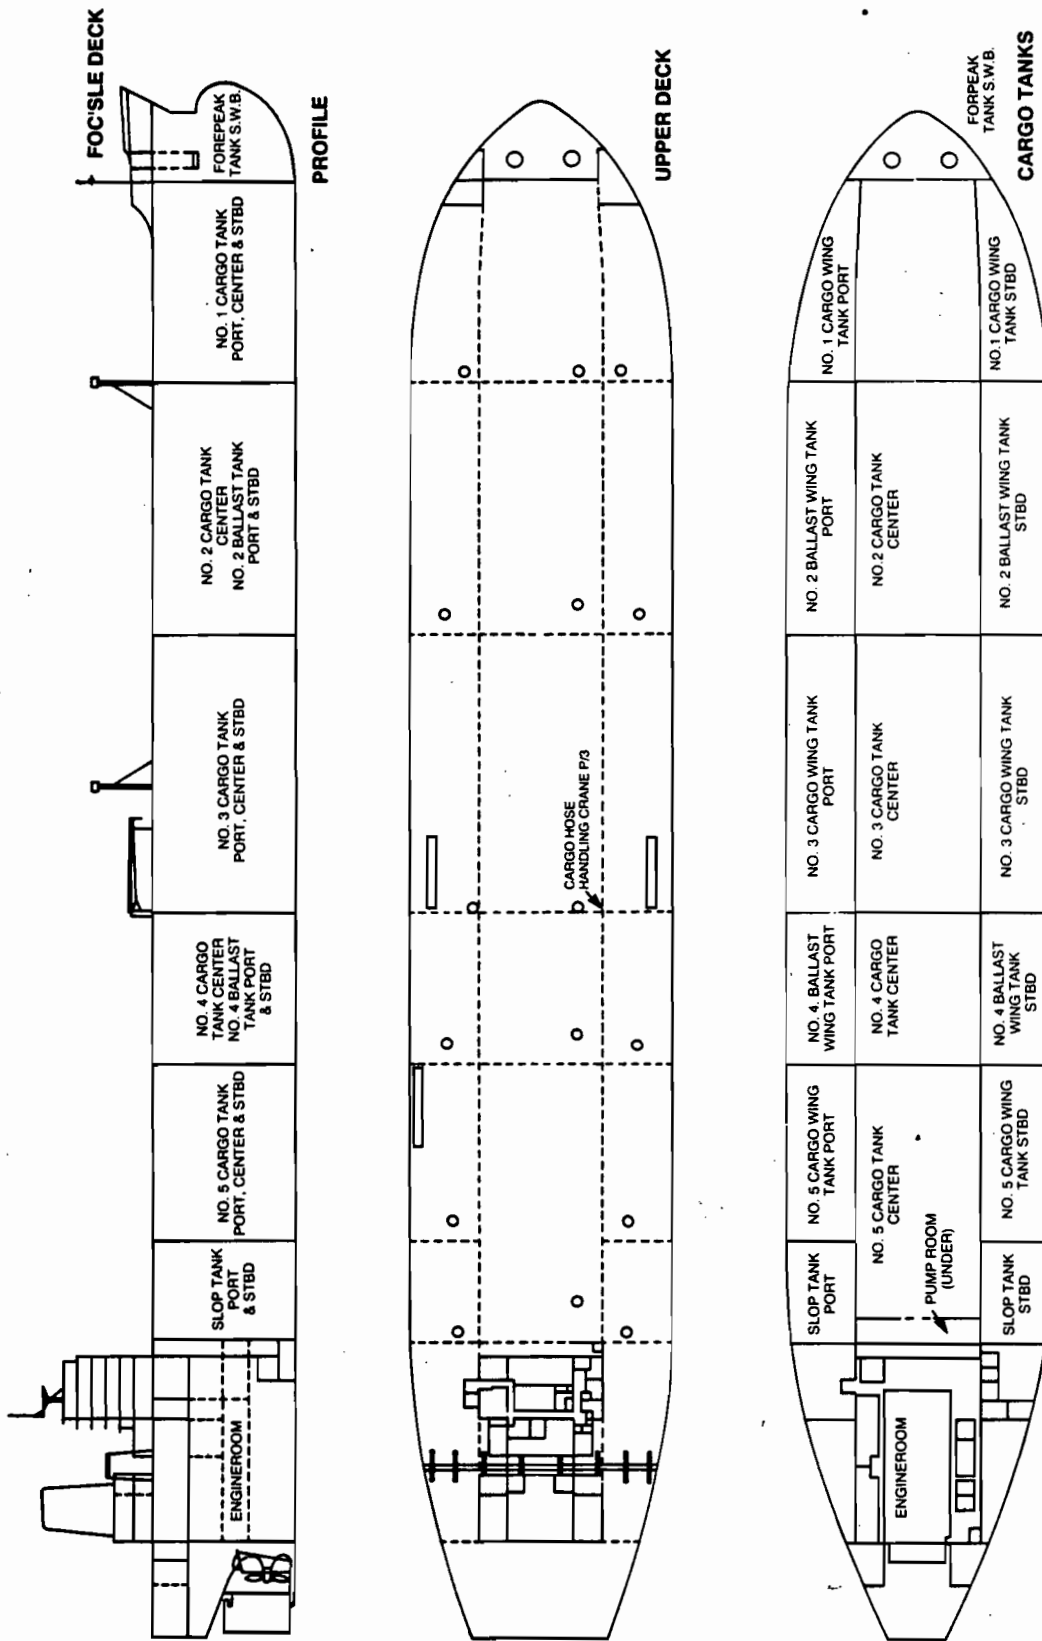 FOC'SLE DECK
FOREPEAK
TANK S.W.B.
NO. 1 CARGO TANK
PORT, CENTER & STBD
NO. 2 CARGO TANK
CENTER
NO. 2 BALLAST TANK
PORT & STBD
NO. 3 CARGO TANK
PORT, CENTER & STBD
NO. 4 CARGO
TANK CENTER
NO. 4 BALLAST
TANK PORT
& STBD
NO. 5 CARGO TANK
PORT, CENTER & STBD
SLOP TANK
PORT
& STBD
ENGINEROOM
PROFILE
CARGO HOSE
HANDLING CRANE P/3
UPPER DECK
NO. 1 CARGO WING
TANK PORT
NO. 2 BALLAST WING TANK
PORT
NO. 3 CARGO WING TANK
PORT
NO. 4. BALLAST
WING TANK PORT
NO. 5 CARGO WING
TANK PORT
SLOP TANK
PORT
NO.2 CARGO TANK
CENTER
NO. 3 CARGO TANK
CENTER
NO. 4 CARGO
TANK CENTER
NO. 5 CARGO TANK
CENTER
PUMP ROOM
(UNDER)
ENGINEROOM
FORPEAK
TANK S.W.B.
NO.1 CARGO WING
TANK STBD
NO. 2 BALLAST WING TANK
STBD
NO. 3 CARGO WING TANK
STBD
NO. 4 BALLAST
WING TANK
STBD
NO. 5 CARGO WING
TANK STBD
SLOP TANK
STBD
CARGO TANKS